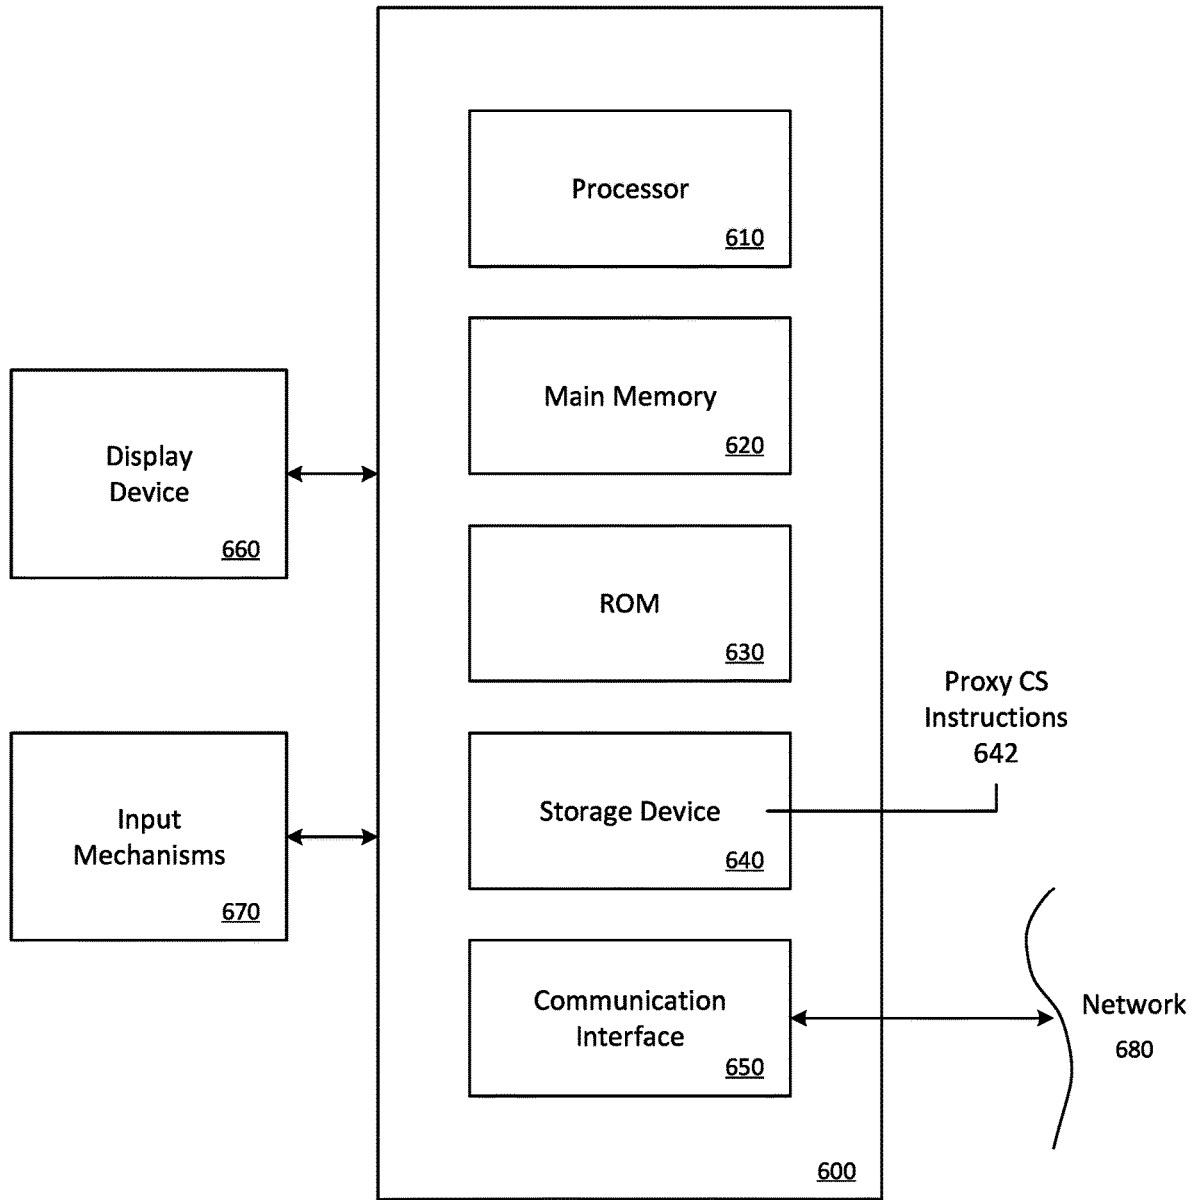 Processor
610
Main Memory
620
Display
Device
660
ROM
630
Proxy CS
Instructions
642
Input
Mechanisms
670
Storage Device
640
Communication
Interface
650
Network
680
600